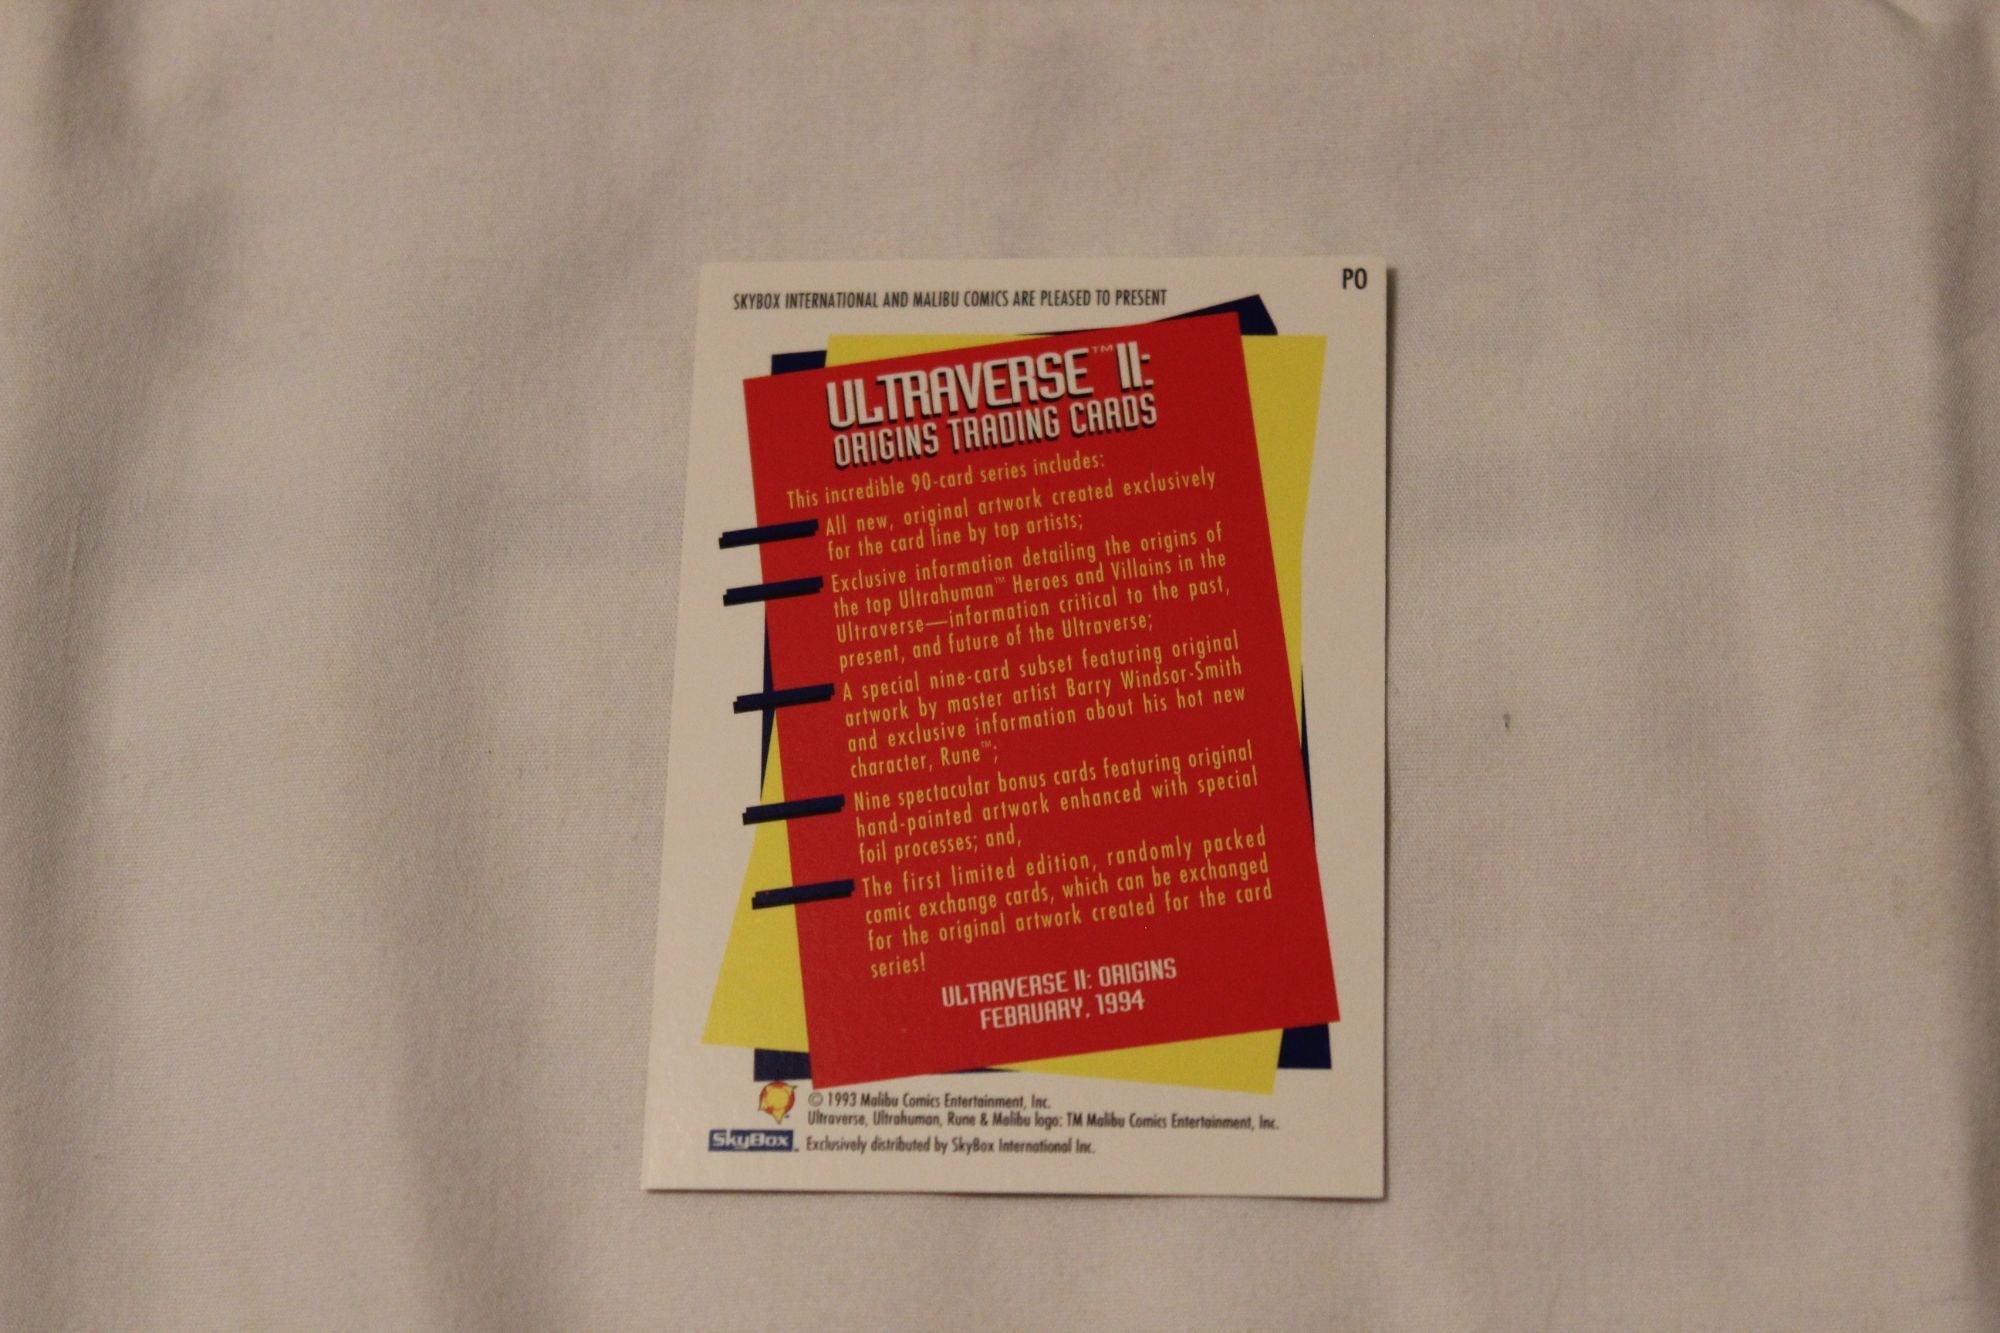 P0
SKYBOX INTERNATIONAL AND MALIBU COMICS ARE PLEASED TO PRESENT
ULTRAVERSE™ II:
ORIGINS TRADING CARDS
This incredible 90-card series includes:
All new, original artwork created exclusively
for the card line by top artists;
Exclusive information detailing the origins of
the top Ultrahuman™ Heroes and Villains in the
Ultraverse—information critical to the past,
present, and future of the Ultraverse;
A special nine-card subset featuring original
artwork by master artist Barry Windsor-Smith
and exclusive information about his hot new
character, Rune™;
Nine spectacular bonus cards featuring original
hand-painted artwork enhanced with special
foil processes; and,
The first limited edition, randomly packed
comic exchange cards, which can be exchanged
for the original artwork created for the card
series!
ULTRAVERSE II: ORIGINS
FEBRUARY, 1994
© 1993 Malibu Comics Entertainment, Inc.
Ultraverse, Ultrahuman, Rune & Malibu logo: TM Malibu Comics Entertainment, Inc.
SkyBox™ Exclusively distributed by SkyBox International Inc.